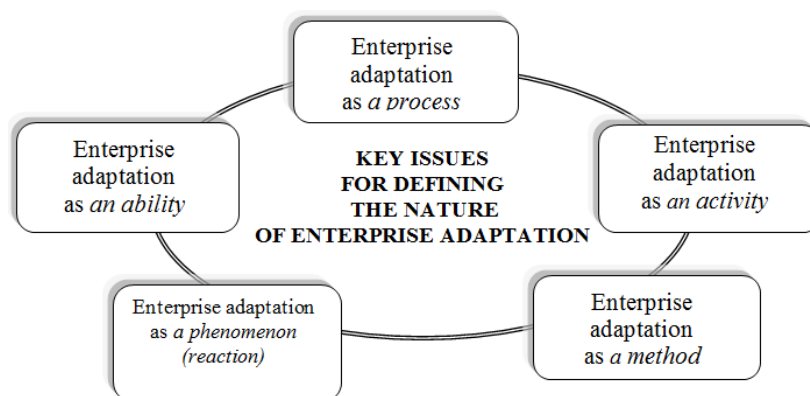 Enterprise
adaptation
as a process
Enterprise
adaptation
as an ability
KEY ISSUES
FOR DEFINING
THE NATURE
OF ENTERPRISE ADAPTATION
Enterprise
adaptation
as an activity
Enterprise adaptation
as a phenomenon
(reaction)
Enterprise
adaptation
as a method